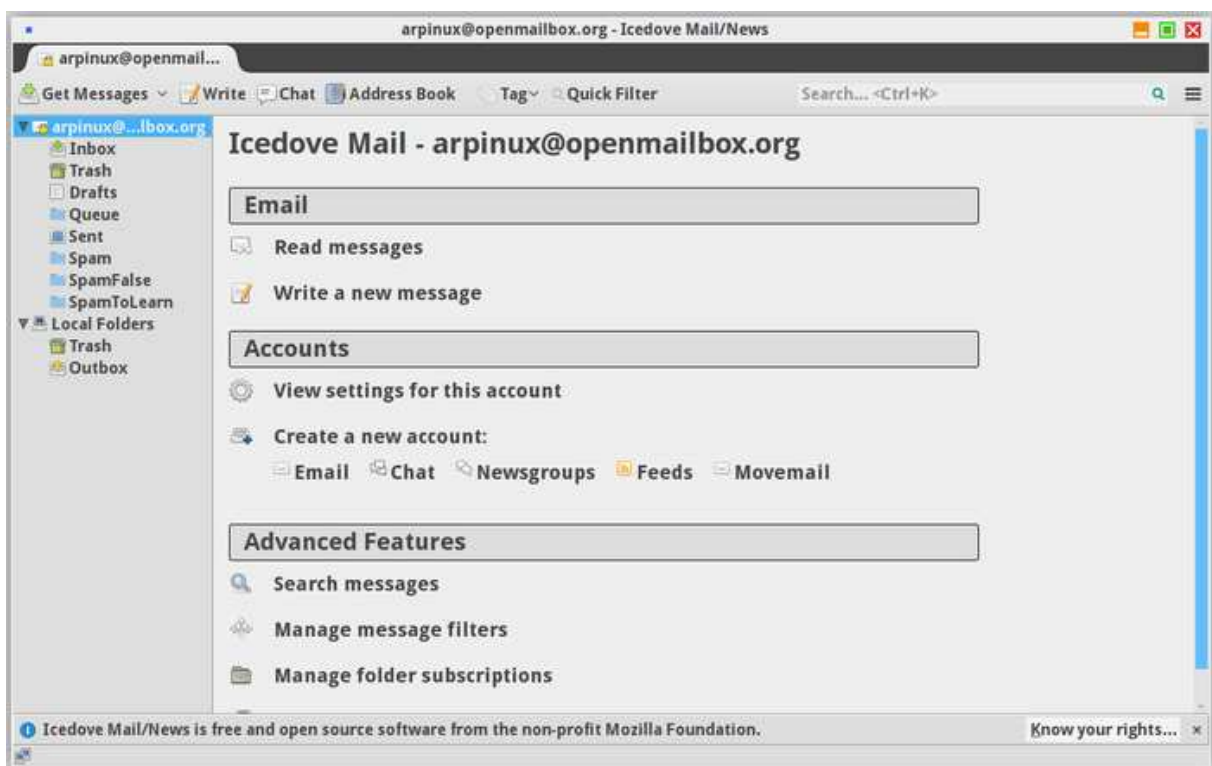 arpinux@openmailbox.org - Icedove Mail/News
arpinux@openmail...
Get Messages Write Chat Address Book Tag Quick Filter Search... <Ctrl+K>
arpinux@...lbox.org
Inbox
Trash
Drafts
Queue
Sent
Spam
SpamFalse
SpamToLearn
Local Folders
Trash
Outbox
Icedove Mail - arpinux@openmailbox.org
Email
Read messages
Write a new message
Accounts
View settings for this account
Create a new account:
Email Chat Newsgroups Feeds Movemail
Advanced Features
Search messages
Manage message filters
Manage folder subscriptions
Icedove Mail/News is free and open source software from the non-profit Mozilla Foundation. Know your rights...